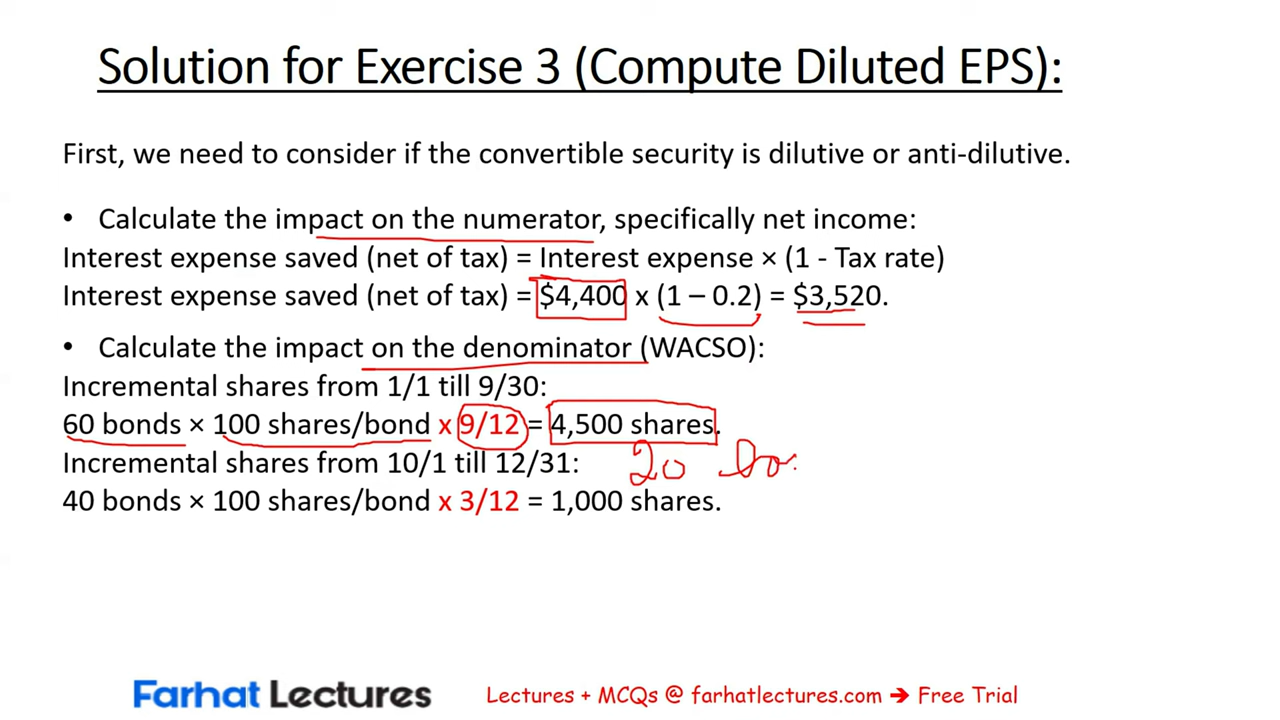 Solution for Exercise 3 (Compute Diluted EPS):
First, we need to consider if the convertible security is dilutive or anti-dilutive.
• Calculate the impact on the numerator, specifically net income:
Interest expense saved (net of tax) = Interest expense × (1 - Tax rate)
Interest expense saved (net of tax) = $4,400 x (1 – 0.2) = $3,520.
• Calculate the impact on the denominator (WACSO):
Incremental shares from 1/1 till 9/30:
60 bonds × 100 shares/bond x 9/12 = 4,500 shares.
Incremental shares from 10/1 till 12/31: 20
40 bonds × 100 shares/bond x 3/12 = 1,000 shares.
Farhat Lectures Lectures + MCQs @ farhatlectures.com → Free Trial